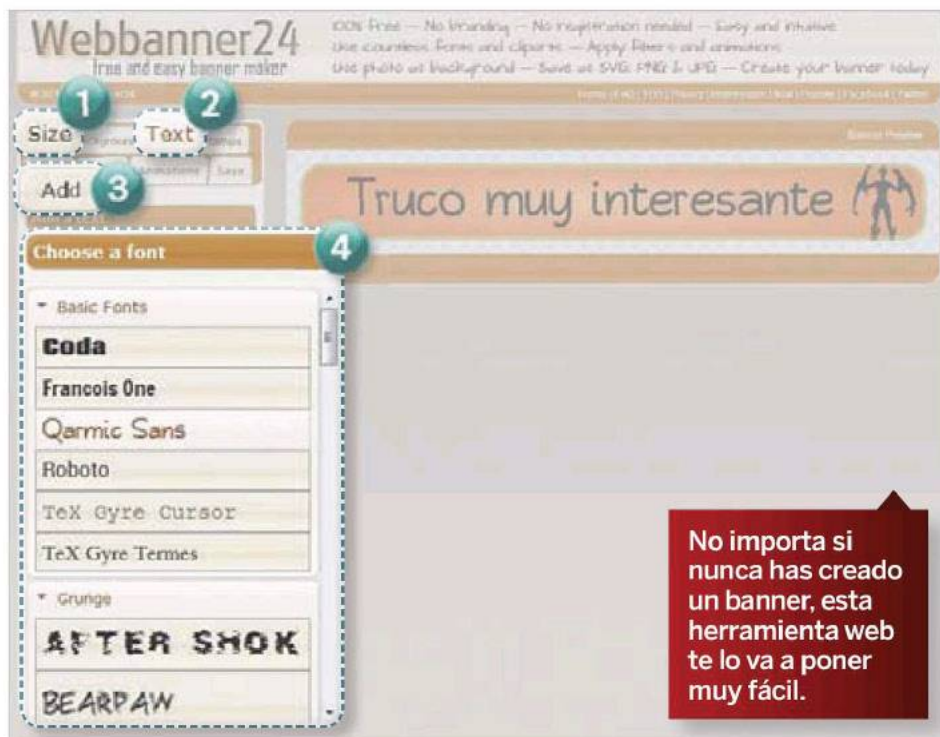 Webbanner24
free and easy banner maker
100% Free — No branding — No registration needed — Easy and intuitive
Use countless fonts and cliparts — Apply filters and animations
Use photo as background — Save as SVG, PNG & JPG — Create your banner today
1
2
Size
Text
Animations
Save
Add
3
Banner Preview
Truco muy interesante
Choose a font
4
Basic Fonts
Coda
Francois One
Qarmic Sans
Roboto
TeX Gyre Cursor
TeX Gyre Termes
Grunge
AFTER SHOK
BEARPAW
No importa si
nunca has creado
un banner, esta
herramienta web
te lo va a poner
muy fácil.